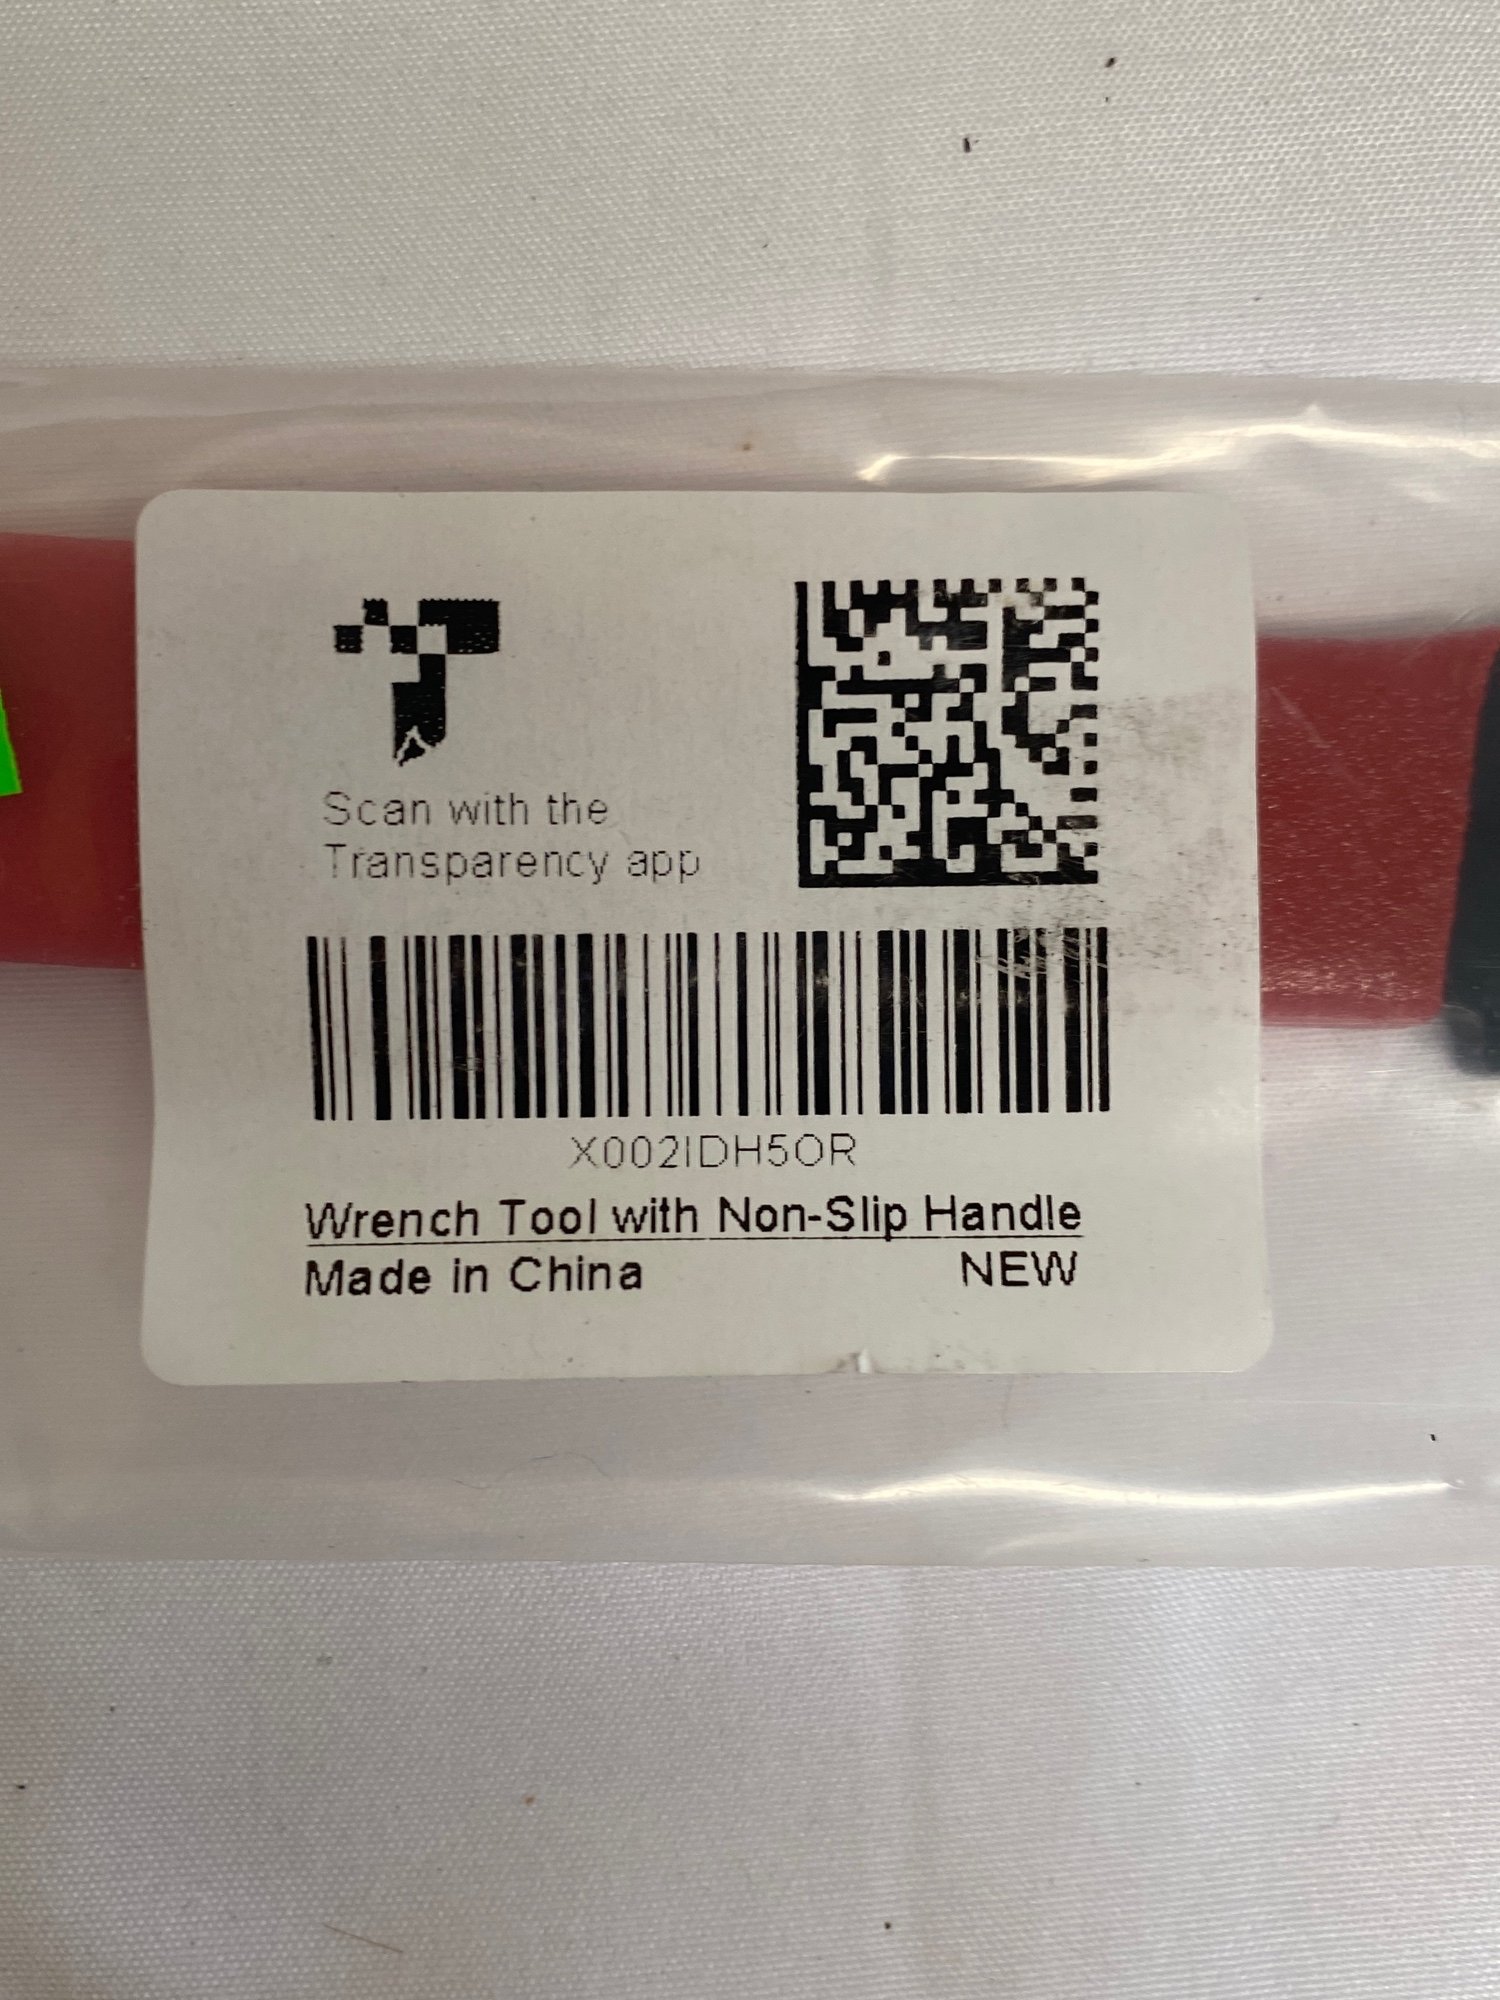 Scan with the
Transparency app
X002IDH5OR
Wrench Tool with Non-Slip Handle
Made in China NEW